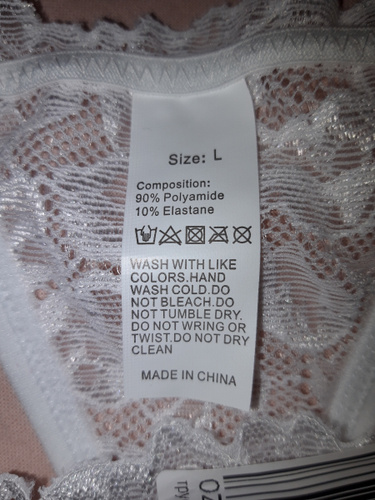 Size: L
Composition:
90% Polyamide
10% Elastane
WASH WITH LIKE
COLORS.HAND
WASH COLD.DO
NOT BLEACH.DO
NOT TUMBLE DRY.
DO NOT WRING OR
TWIST.DO NOT DRY
CLEAN
MADE IN CHINA